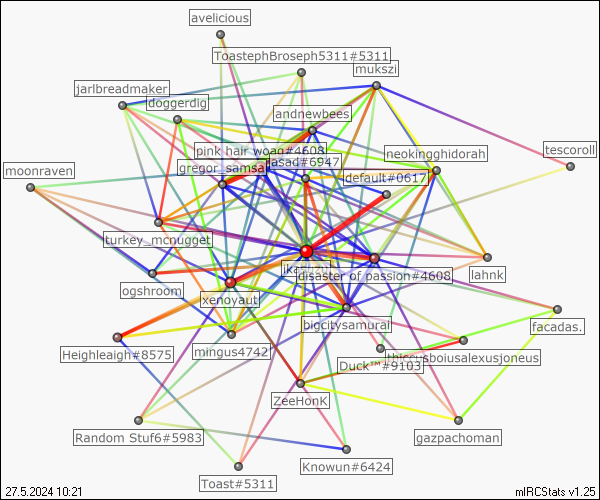 avelicious
ToastephBroseph5311#5311
mukszi
jarlbreadmaker
doggerdig
andnewbees
pink hair woag#4608
neokingghidorah
tescoroll
gregor_samsa
asad#6947
default#0617
moonraven
turkey_mcnugget
lahnk
disaster of passion#4608
ogshroom
xenoyaut
bigcitysamurai
facadas.
Heighleaigh#8575
mingus4742
Duck™#9103
ZeeHonK
Random Stuf6#5983
gazpachoman
Knowun#6424
Toast#5311
27.5.2024 10:21
mIRCStats v1.25